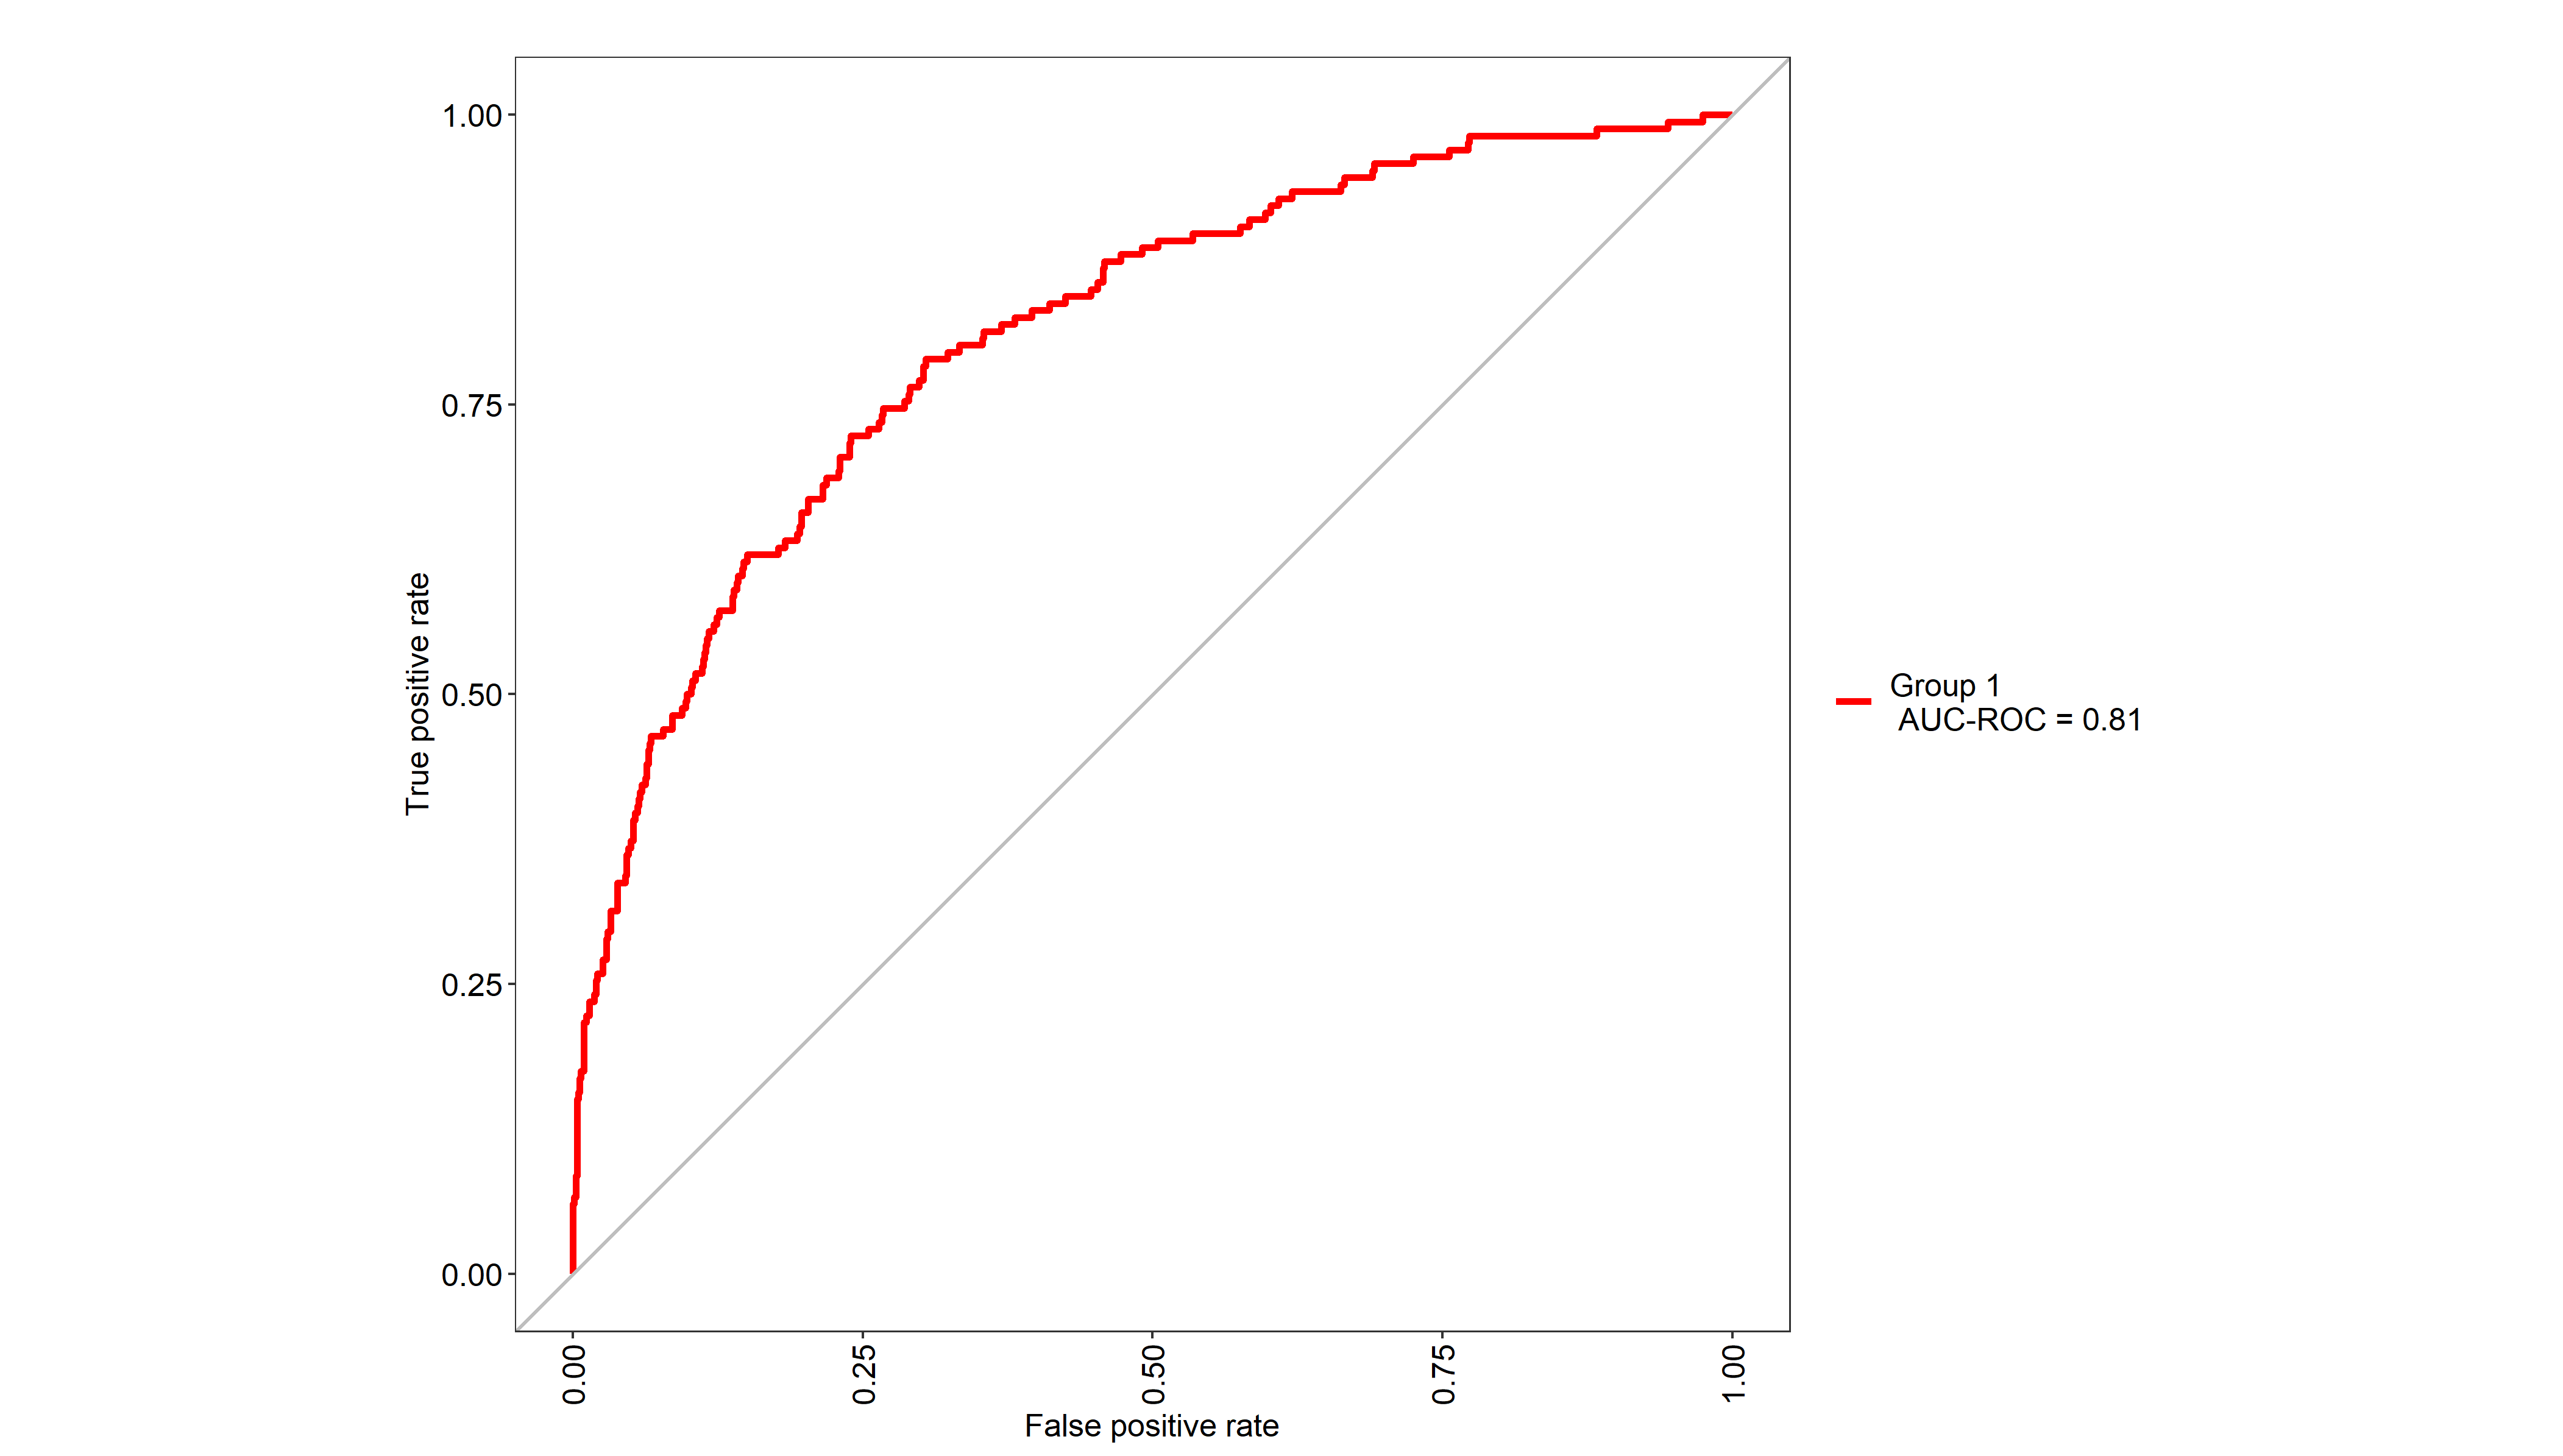 1.00
0.75
0.50
0.25
0.00
True positive rate
0.00
0.25
0.50
0.75
1.00
False positive rate
Group 1
AUC-ROC = 0.81